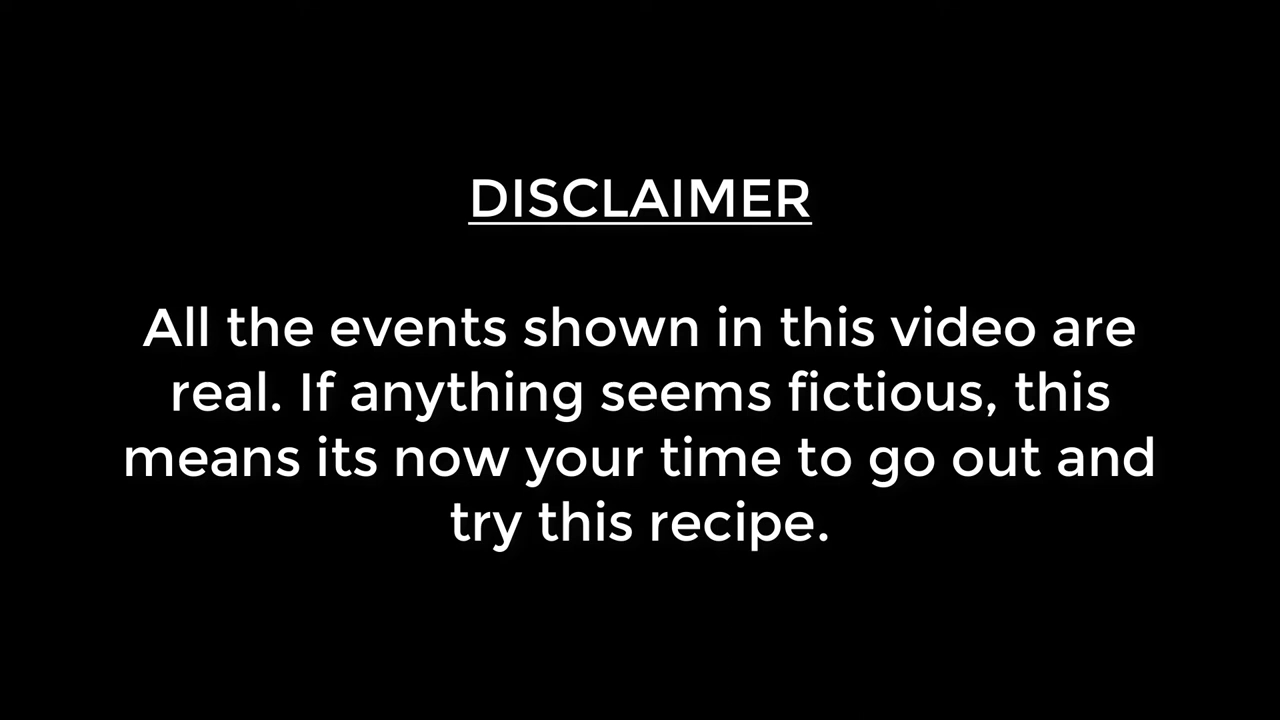 DISCLAIMER
All the events shown in this video are
real. If anything seems fictious, this
means its now your time to go out and
try this recipe.